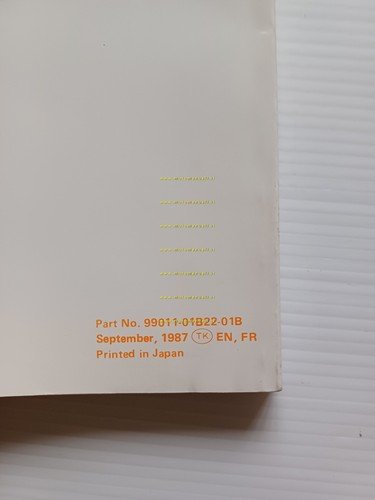 Part No. 99011-01B22-01B
September, 1987 TK EN, FR
Printed in Japan